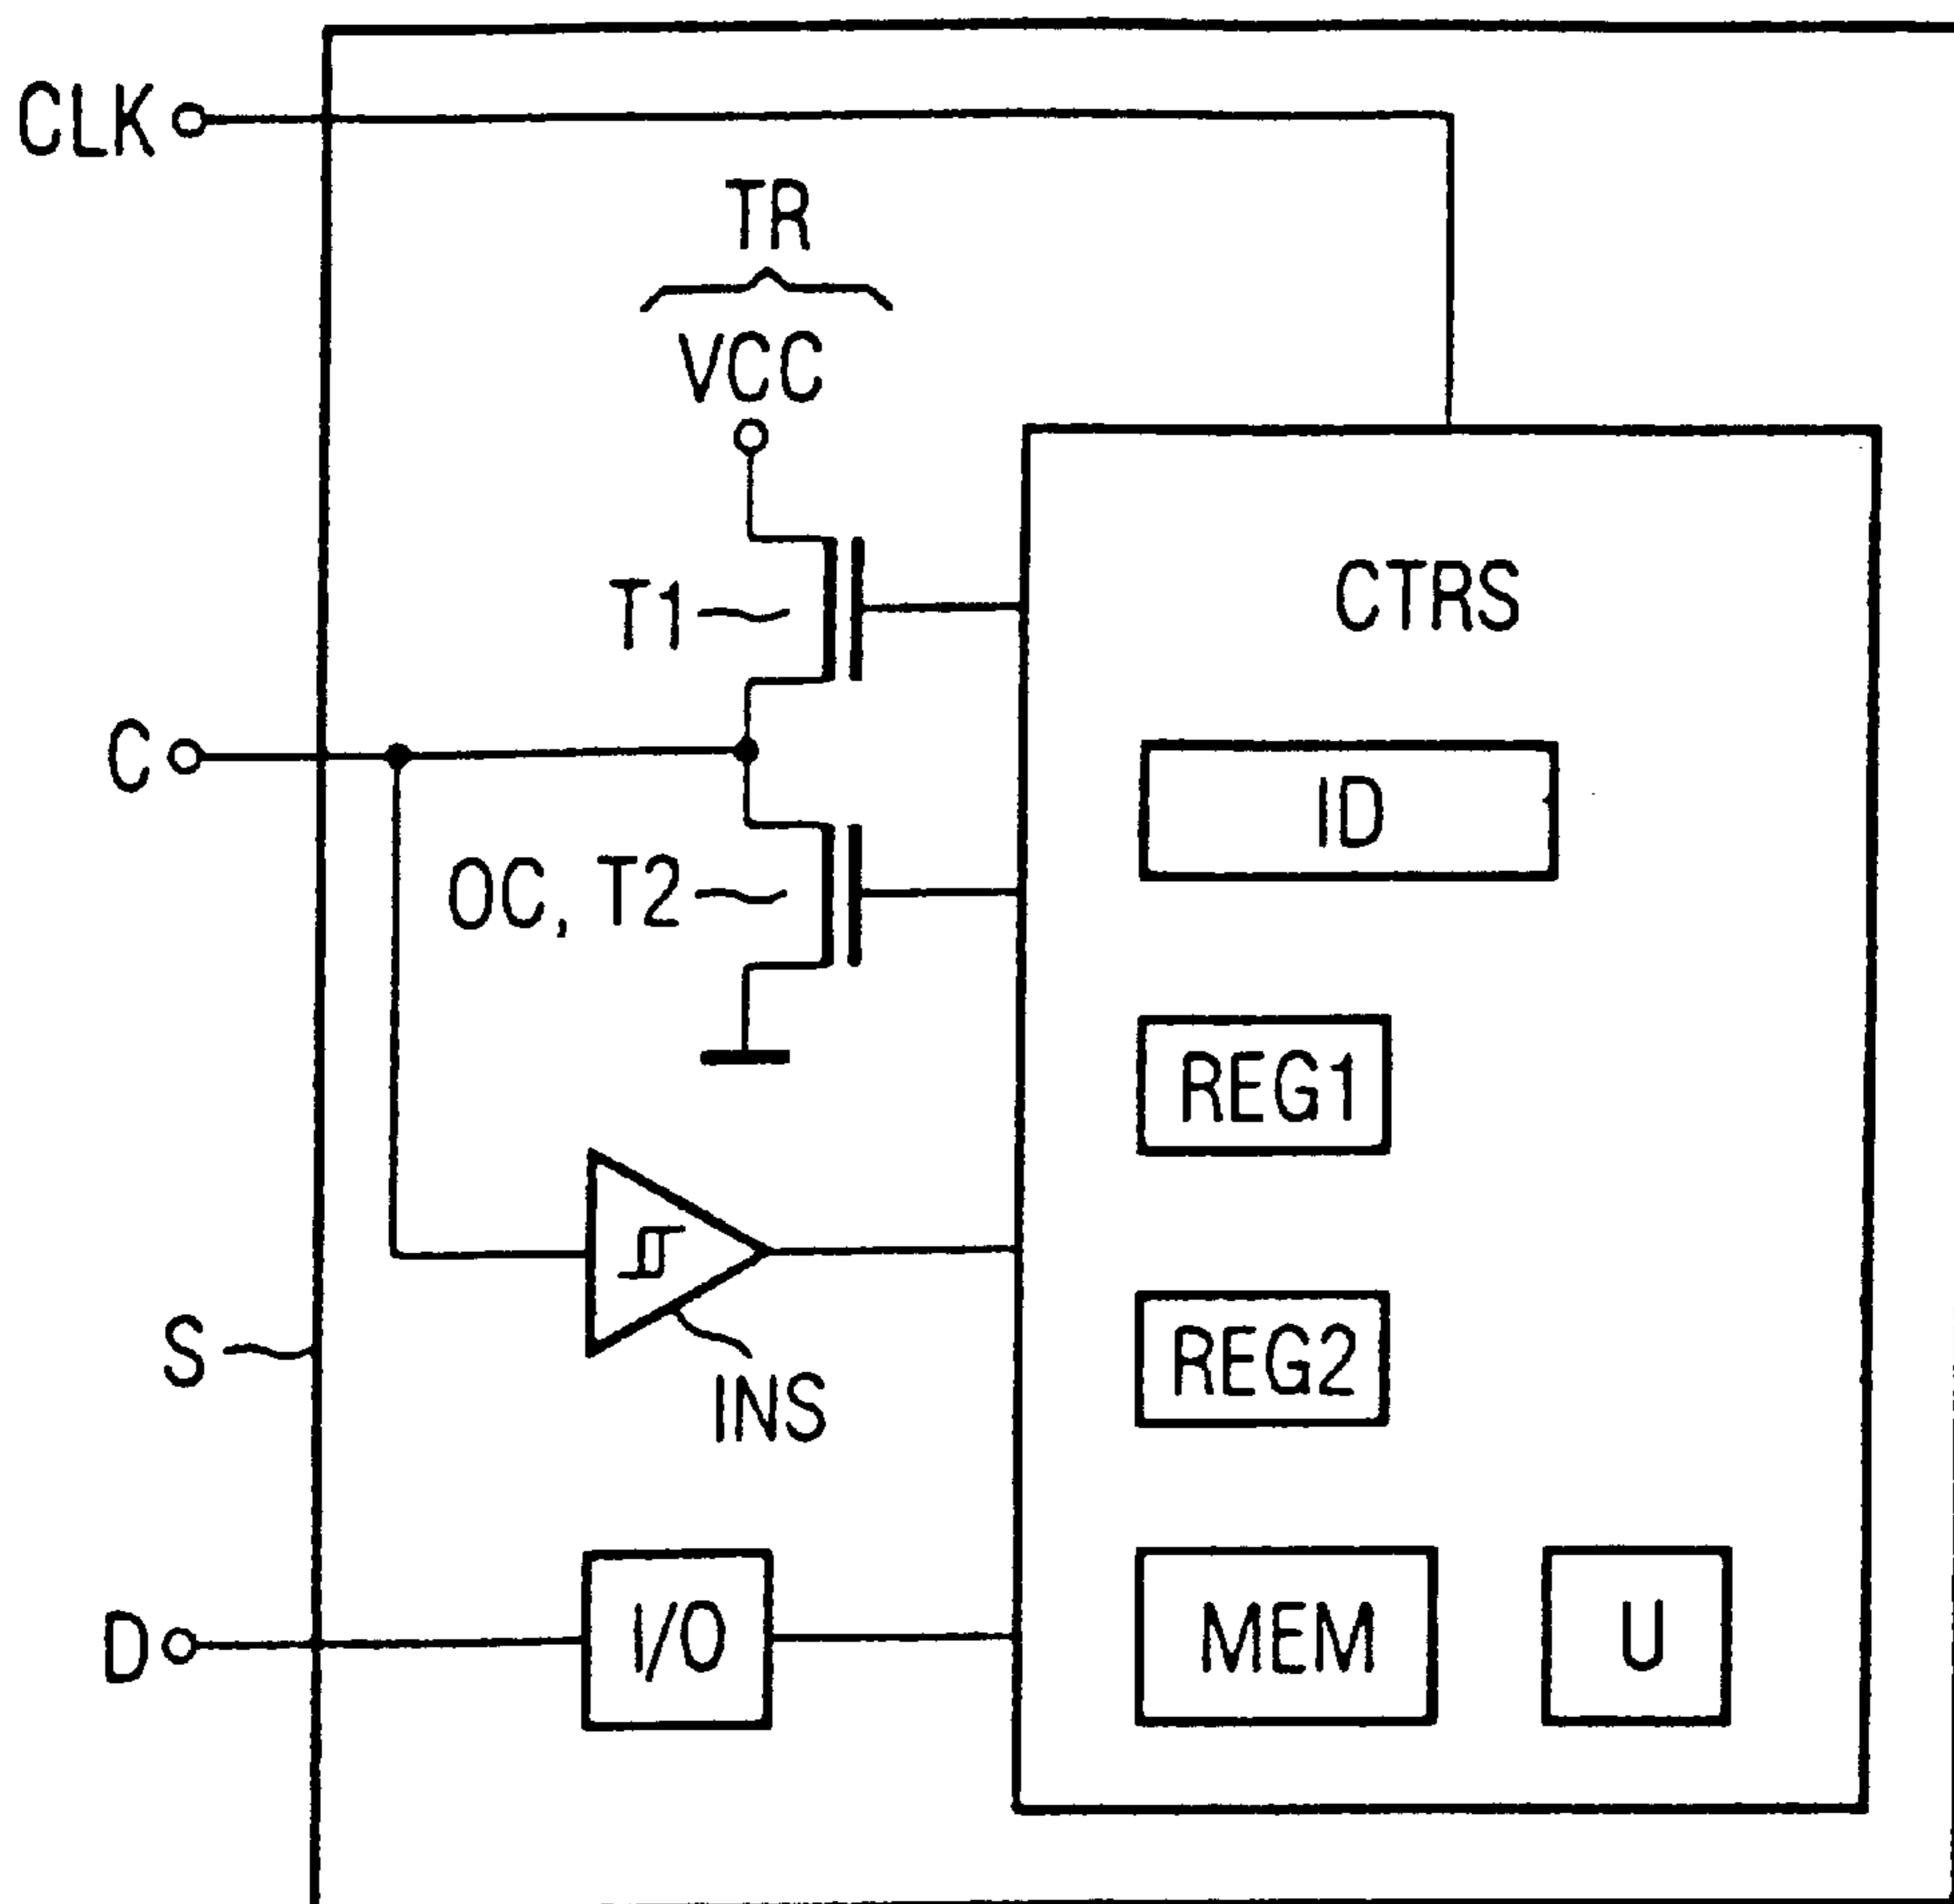 CLK
TR
VCC
T1
CTRS
C
ID
OC, T2
REG1
S
INS
REG2
D
I/O
MEM
U